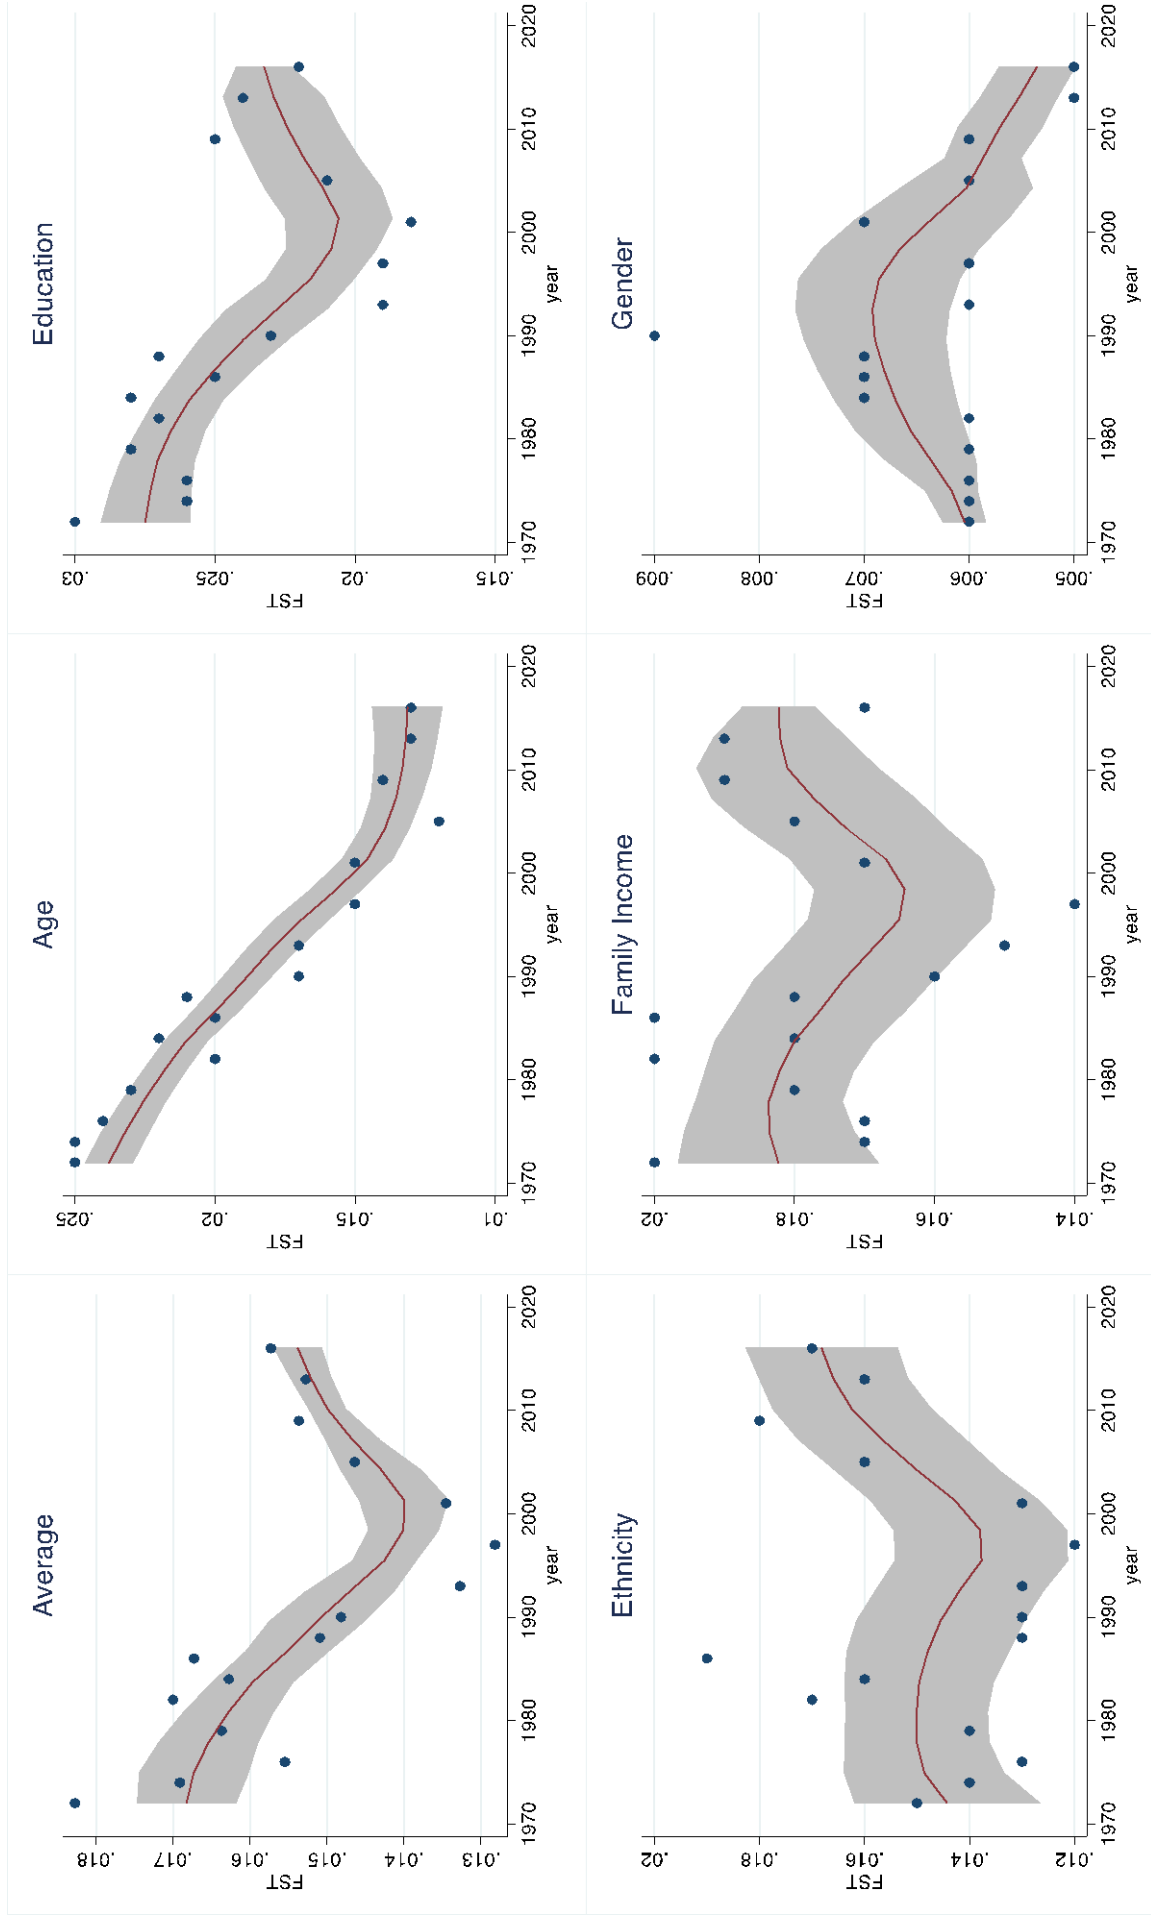 Average
FST
.018
.017
.016
.015
.014
.013
1970 1980 1990 2000 2010 2020
year
Age
FST
.025
.02
.015
.01
1970 1980 1990 2000 2010 2020
year
Education
FST
.03
.025
.02
.015
1970 1980 1990 2000 2010 2020
year
Ethnicity
FST
.02
.018
.016
.014
.012
1970 1980 1990 2000 2010 2020
year
Family Income
FST
.02
.018
.016
.014
1970 1980 1990 2000 2010 2020
year
Gender
FST
.009
.008
.007
.006
.005
1970 1980 1990 2000 2010 2020
year